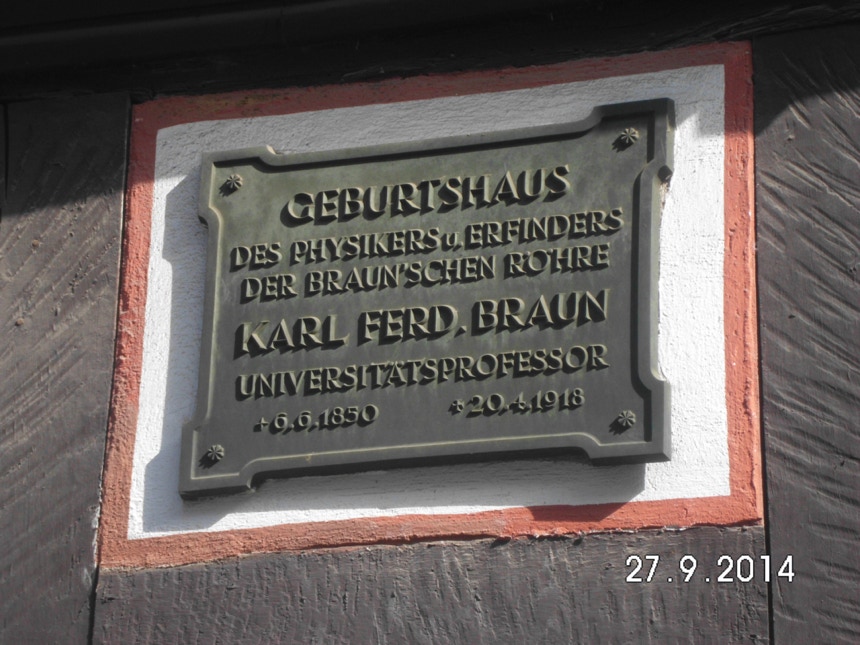 GEBURTSHAUS
DES PHYSIKERS u. ERFINDERS
DER BRAUN'SCHEN RÖHRE
KARL FERD. BRAUN
UNIVERSITÄTSPROFESSOR
+6.6.1850 *20.4.1918
27.9.2014